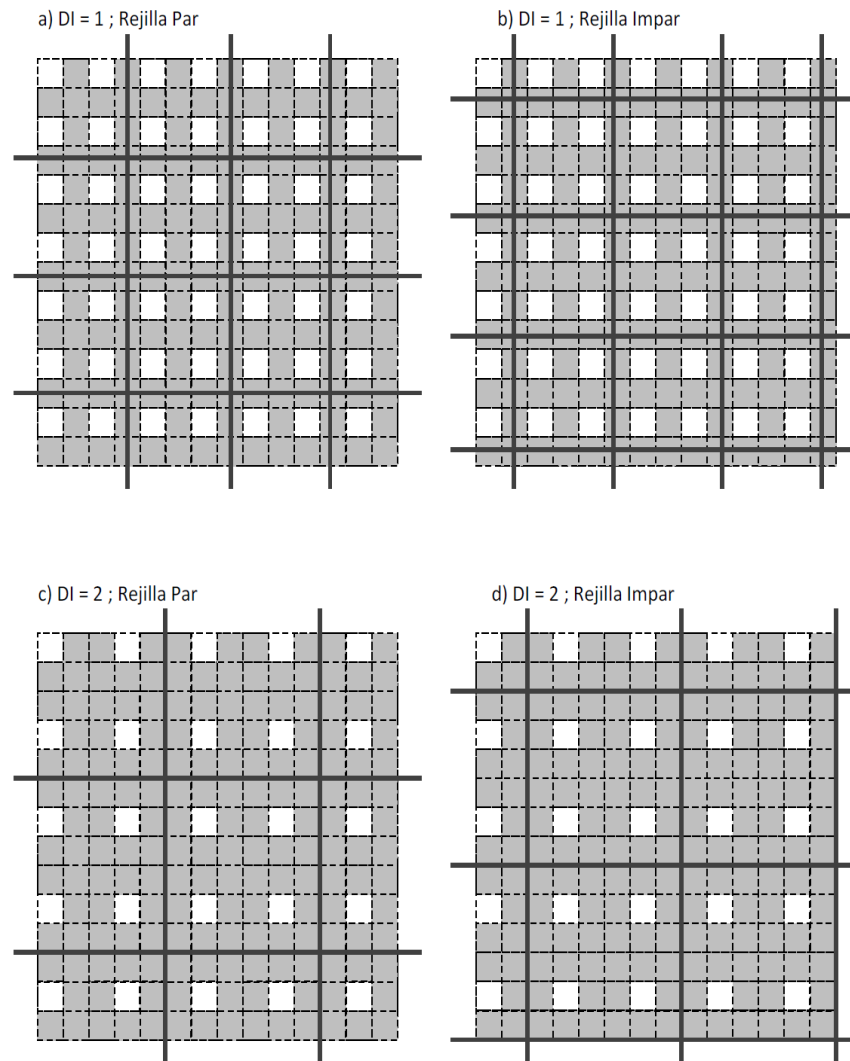 a) DI = 1 ; Rejilla Par
b) DI = 1 ; Rejilla Impar
c) DI = 2 ; Rejilla Par
d) DI = 2 ; Rejilla Impar